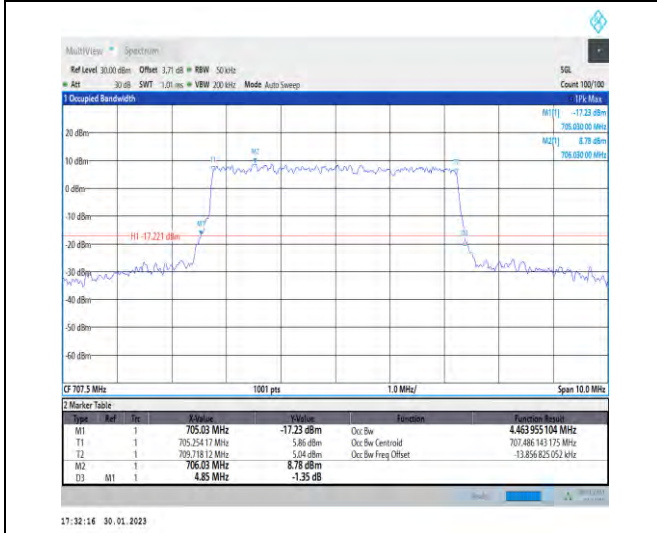 MultiView Spectrum
Ref Level 30.00 dBm Offset 3.71 dB RBW 50 kHz SGL
Att 30 dB SWT 1.01 ms VBW 200 kHz Mode Auto Sweep Count 100/100
1 Occupied Bandwidth 1Pk Max
M1[1] -17.23 dBm
705.030 00 MHz
M2[1] 8.78 dBm
706.030 00 MHz
20 dBm
10 dBm
0 dBm
-10 dBm
-20 dBm
-30 dBm
-40 dBm
-50 dBm
-60 dBm
M2
T1
M1
H1 -17.221 dBm
CF 707.5 MHz 1001 pts 1.0 MHz/ Span 10.0 MHz
2 Marker Table
Type Ref Trc X-Value Y-Value Function Function Result
M1 1 705.03 MHz -17.23 dBm Occ Bw 4.463 955 104 MHz
T1 1 705.254 17 MHz 5.86 dBm Occ Bw Centroid 707.486 143 175 MHz
T2 1 709.718 12 MHz 5.04 dBm Occ Bw Freq Offset -13.856 825 052 kHz
M2 1 706.03 MHz 8.78 dBm
D3 M1 1 4.85 MHz -1.35 dB
17:32:16 30.01.2023